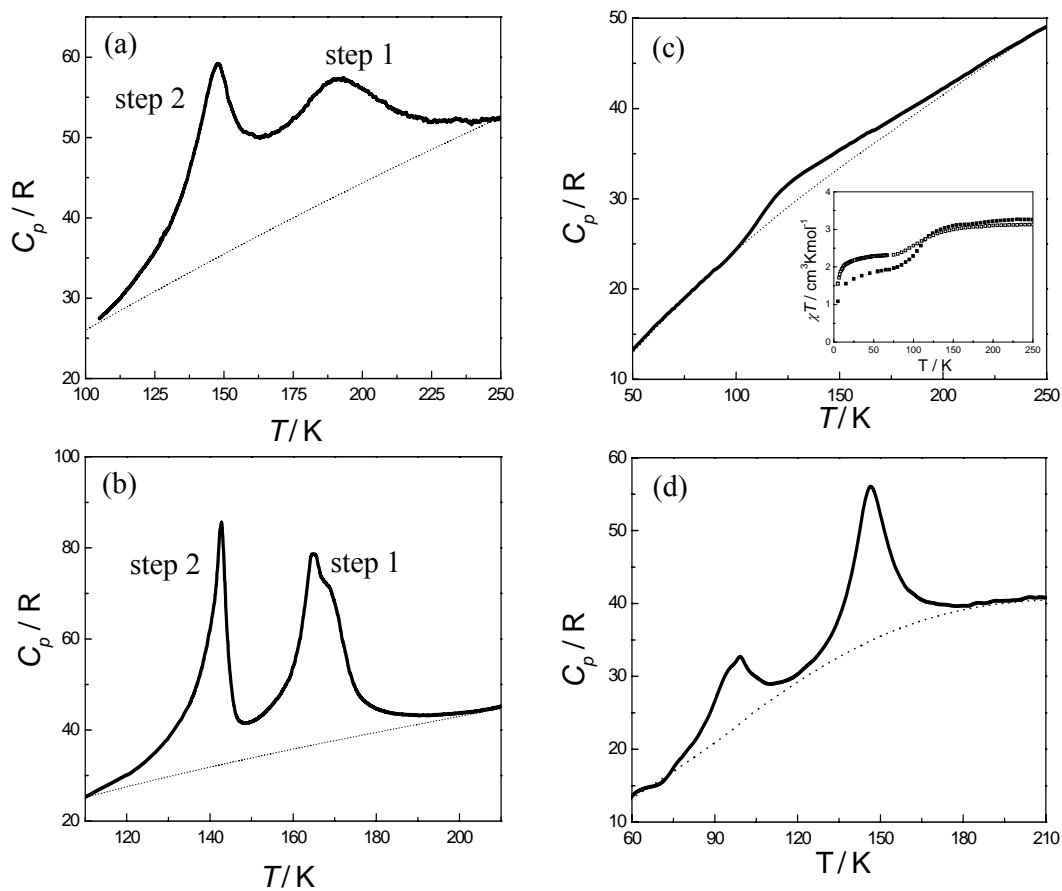 (a)
step 1
step 2
60
50
40
30
20
C_p / R
100 125 150 175 200 225 250
T / K
(c)
50
40
30
20
10
C_p / R
50 100 150 200 250
T / K
4
3
2
1
0
χT / cm³Kmol⁻¹
0 50 100 150 200 250
T / K
(b)
step 2
step 1
100
80
60
40
20
C_p / R
120 140 160 180 200
T / K
(d)
60
50
40
30
20
10
C_p / R
60 90 120 150 180 210
T / K